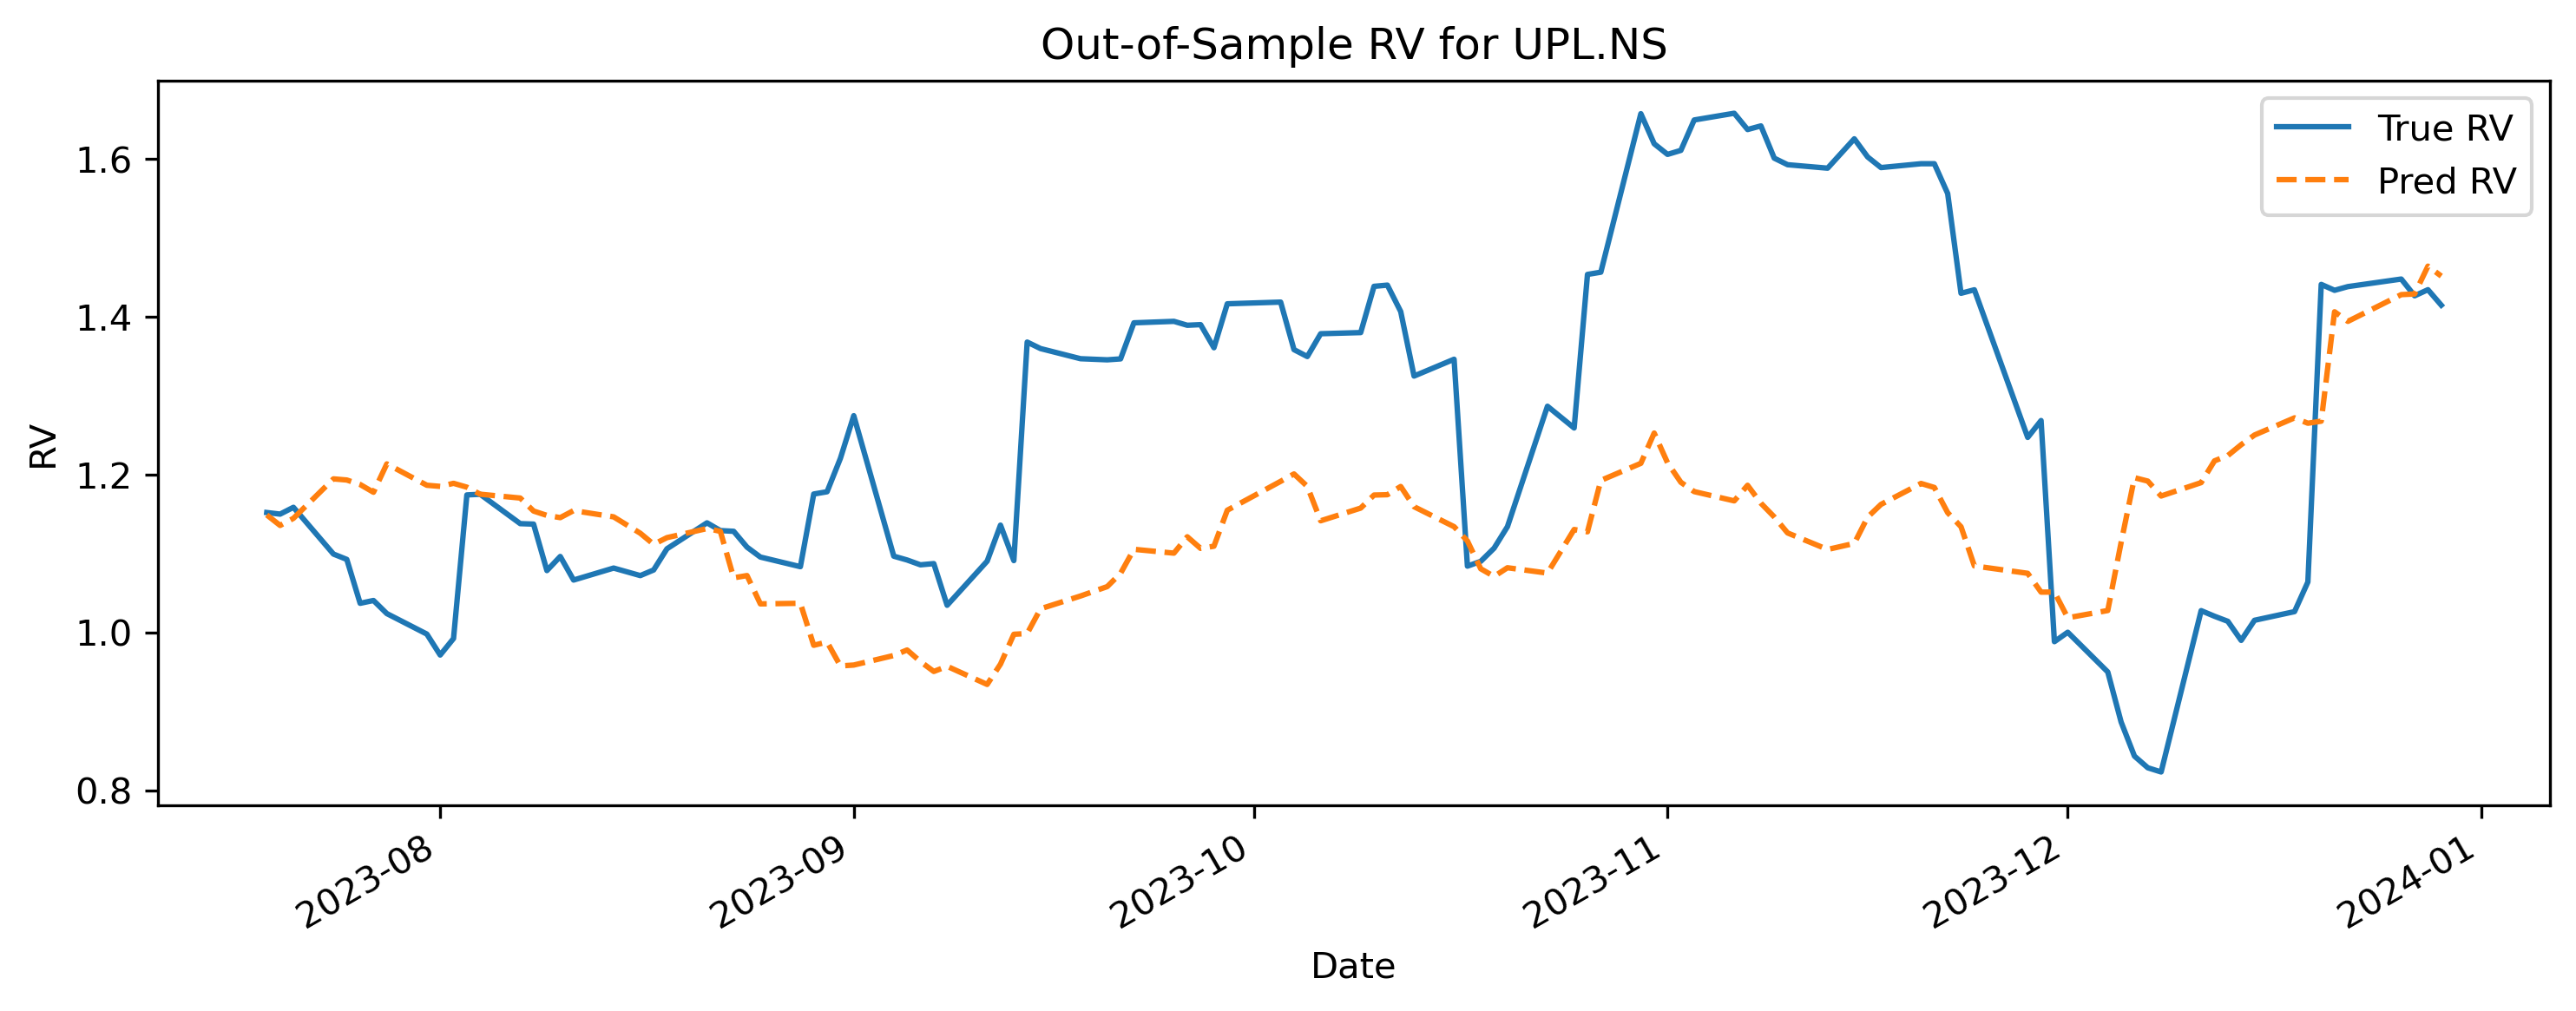 Out-of-Sample RV for UPL.NS
True RV
Pred RV
RV
1.6
1.4
1.2
1.0
0.8
2023-08
2023-09
2023-10
2023-11
2023-12
2024-01
Date